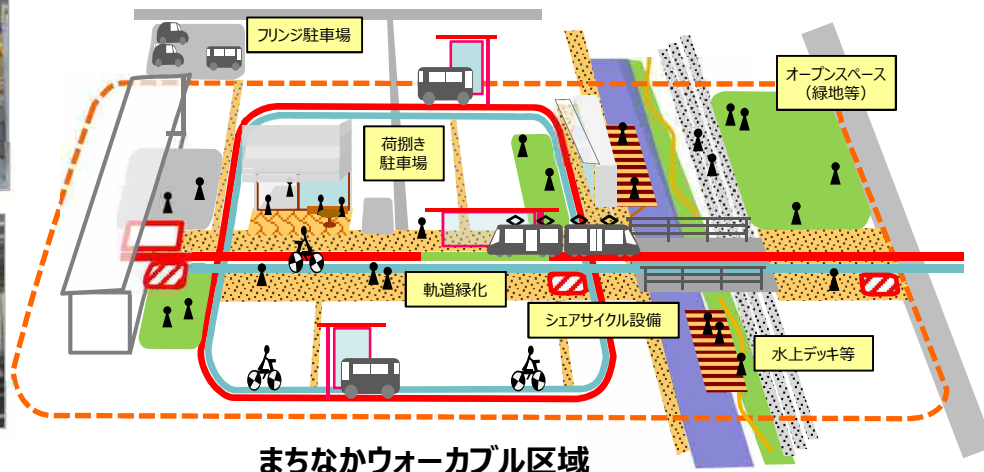 フリンジ駐車場
オープンスペース
（緑地等）
荷捌き
駐車場
軌道緑化
シェアサイクル設備
水上デッキ等
まちなかウォーカブル区域